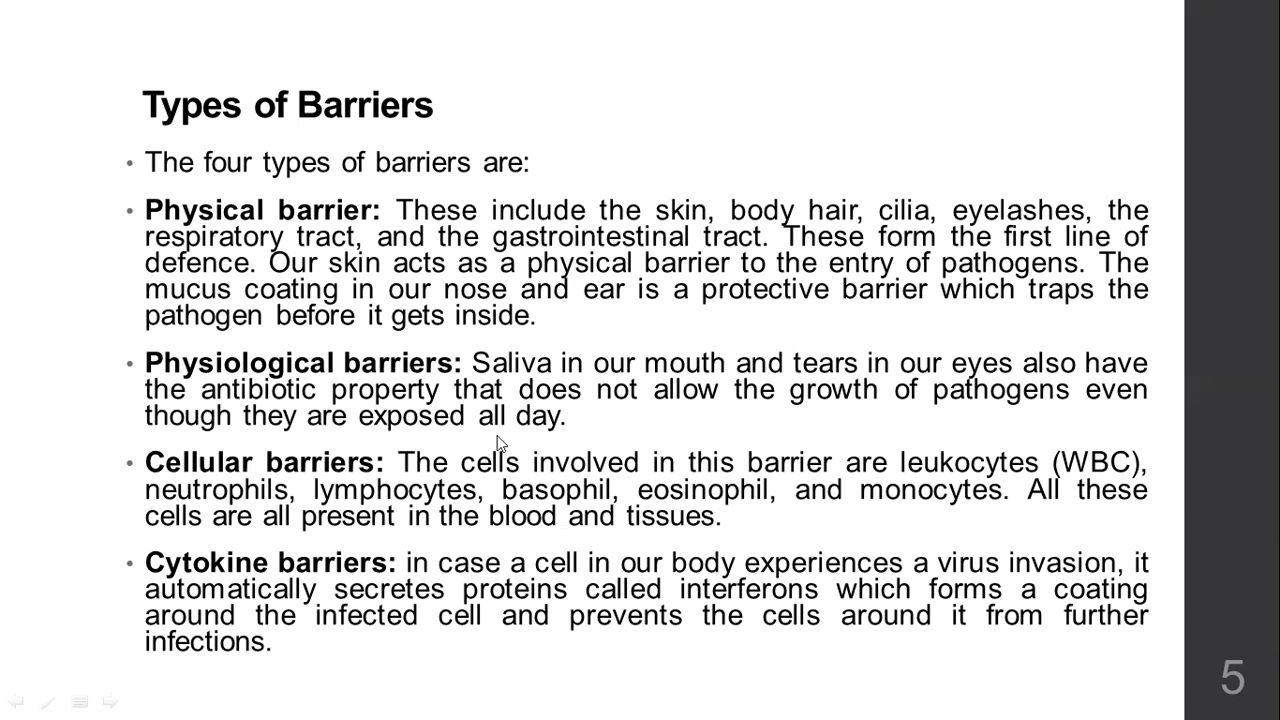 Types of Barriers
• The four types of barriers are:
• Physical barrier: These include the skin, body hair, cilia, eyelashes, the
respiratory tract, and the gastrointestinal tract. These form the first line of
defence. Our skin acts as a physical barrier to the entry of pathogens. The
mucus coating in our nose and ear is a protective barrier which traps the
pathogen before it gets inside.
• Physiological barriers: Saliva in our mouth and tears in our eyes also have
the antibiotic property that does not allow the growth of pathogens even
though they are exposed all day.
• Cellular barriers: The cells involved in this barrier are leukocytes (WBC),
neutrophils, lymphocytes, basophil, eosinophil, and monocytes. All these
cells are all present in the blood and tissues.
• Cytokine barriers: in case a cell in our body experiences a virus invasion, it
automatically secretes proteins called interferons which forms a coating
around the infected cell and prevents the cells around it from further
infections.
5